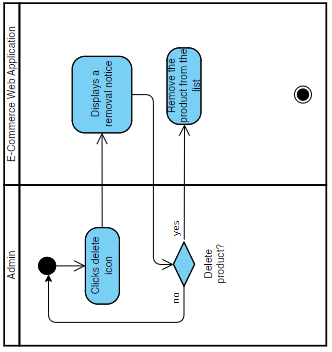 E-Commerce Web Application
Admin
Displays a
removal notice
Remove the
product from the
list
Clicks delete
icon
yes
no
Delete
product?